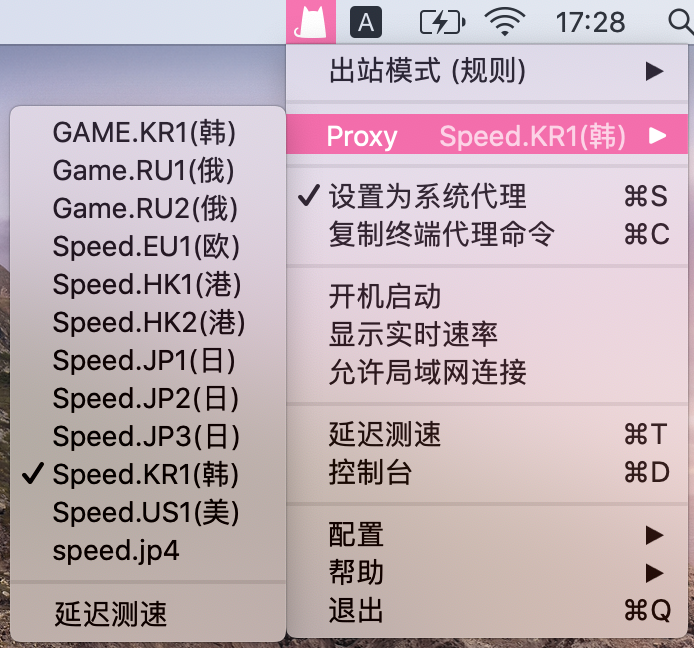 A 17:28
出站模式 (规则)
Proxy Speed.KR1(韩)
设置为系统代理 ⌘S
复制终端代理命令 ⌘C
开机启动
显示实时速率
允许局域网连接
延迟测速 ⌘T
控制台 ⌘D
配置
帮助
退出 ⌘Q
GAME.KR1(韩)
Game.RU1(俄)
Game.RU2(俄)
Speed.EU1(欧)
Speed.HK1(港)
Speed.HK2(港)
Speed.JP1(日)
Speed.JP2(日)
Speed.JP3(日)
Speed.KR1(韩)
Speed.US1(美)
speed.jp4
延迟测速